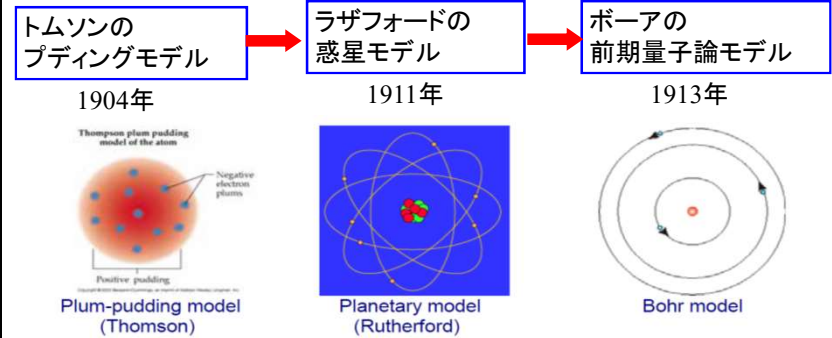 トムソンの
プディングモデル
ラザフォードの
惑星モデル
ボーアの
前期量子論モデル
1904年
1911年
1913年
Thompson plum pudding
model of the atom
Negative
electron
plums
Positive pudding
Plum-pudding model
(Thomson)
Planetary model
(Rutherford)
Bohr model